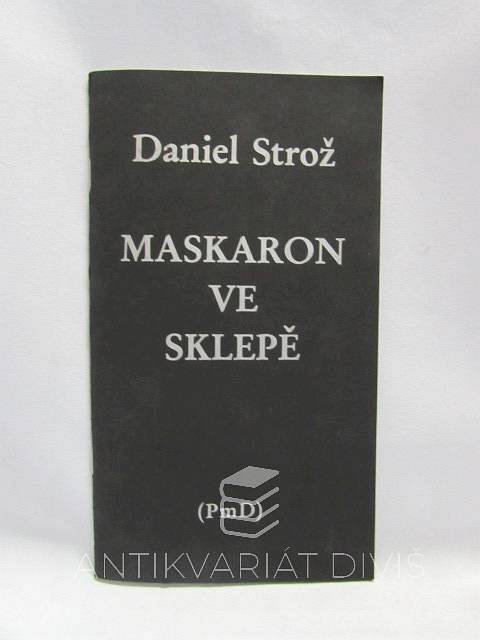 Daniel Strož
MASKARON
VE
SKLEPĚ
(PmD)
ANTIKVARIÁT DIVIŠ